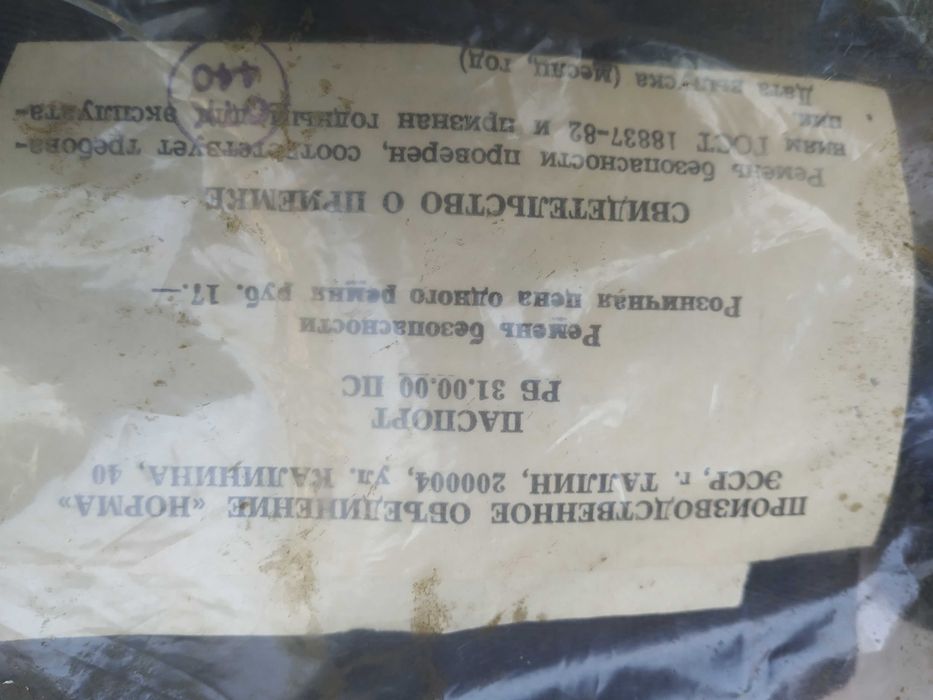 ПРОИЗВОДСТВЕННОЕ ОБЪЕДИНЕНИЕ «НОРМА»
ЭССР, г. ТАЛЛИН, 200004, ул. КАЛИНИНА, 40
ПАСПОРТ
РБ 31.00.00 ПС
Ремень безопасности
Розничная цена одного ремня руб. 17.—
СВИДЕТЕЛЬСТВО О ПРИЕМКЕ
Ремень безопасности проверен, соответствует требова-
ниям ГОСТ 18837-82 и признан годным для эксплуата-
ции.
Дата выпуска (месяц, год)
440